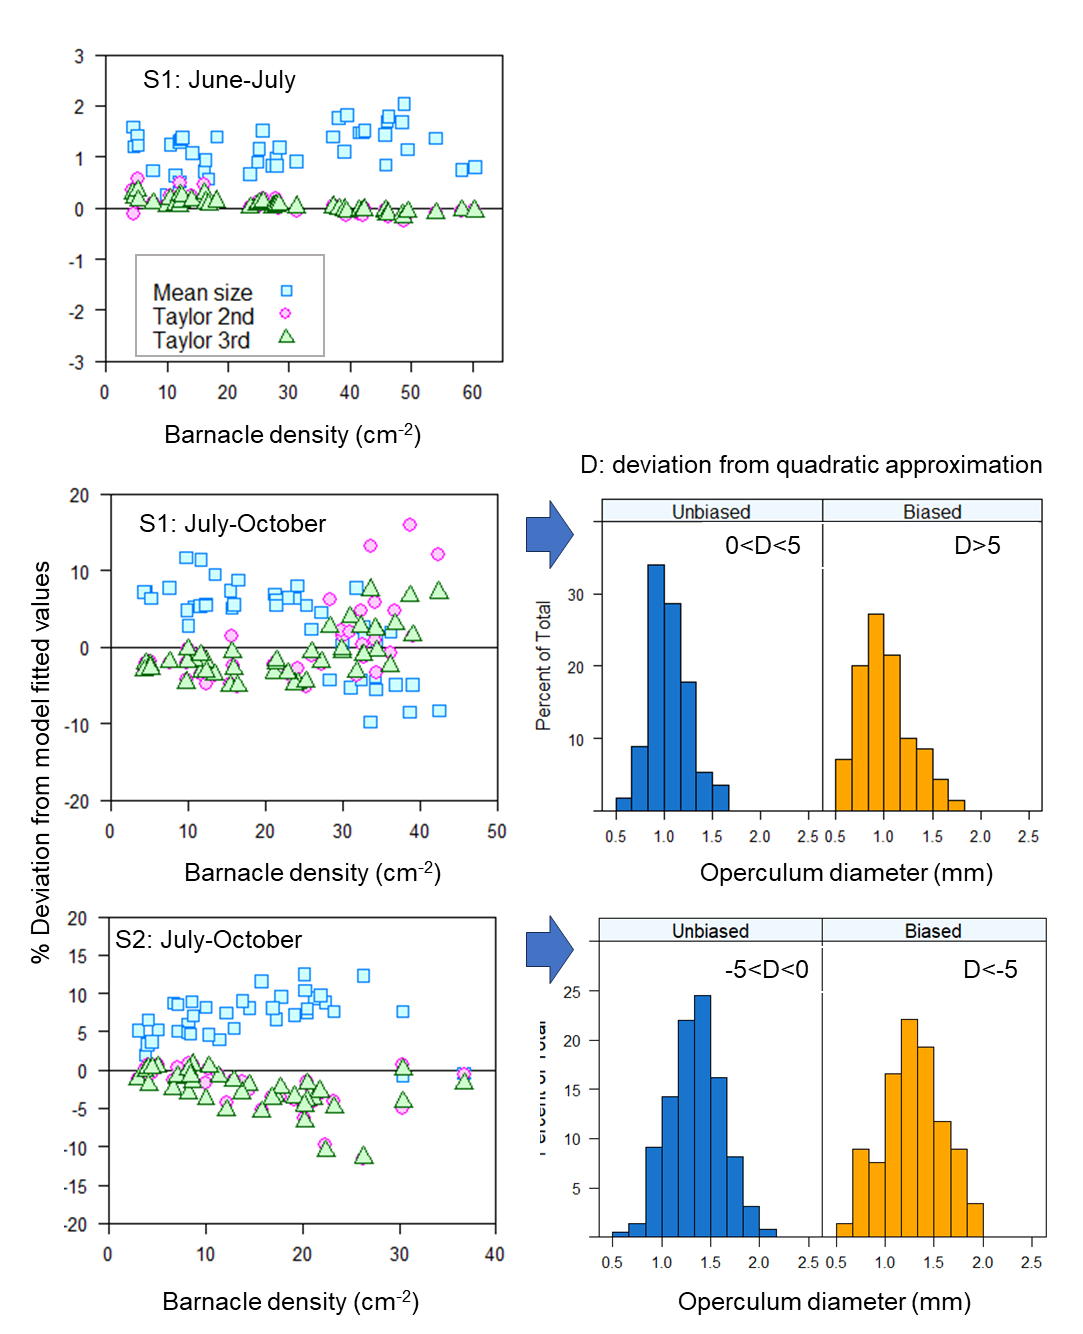 3
S1: June-July
2
1
0
-1
Mean size
-2
Taylor 2nd
Taylor 3rd
-3
0 10 20 30 40 50 60
Barnacle density (cm-2)
% Deviation from model fitted values
D: deviation from quadratic approximation
20
S1: July-October
10
0
-10
-20
0 10 20 30 40 50
Barnacle density (cm-2)
Unbiased Biased
0<D<5 D>5
Percent of Total
30
20
10
0.5 1.0 1.5 2.0 2.5 0.5 1.0 1.5 2.0 2.5
Operculum diameter (mm)
20
S2: July-October
15
10
5
0
-5
-10
-15
-20
0 10 20 30 40
Barnacle density (cm-2)
Unbiased Biased
-5<D<0 D<-5
25
20
15
10
5
0.5 1.0 1.5 2.0 2.5 0.5 1.0 1.5 2.0 2.5
Operculum diameter (mm)